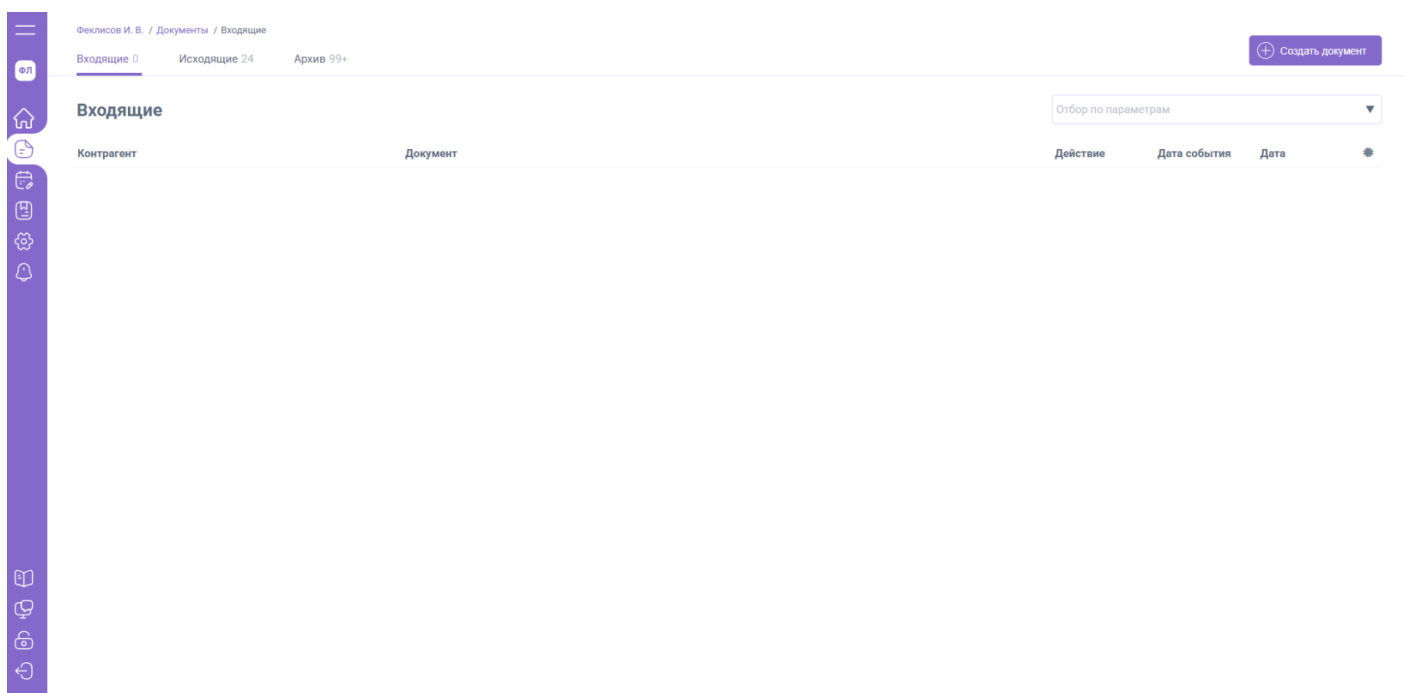 Феклисов И. В. / Документы / Входящие
Входящие 0 Исходящие 24 Архив 99+
Создать документ
ФЛ
Входящие
Отбор по параметрам
Контрагент Документ Действие Дата события Дата